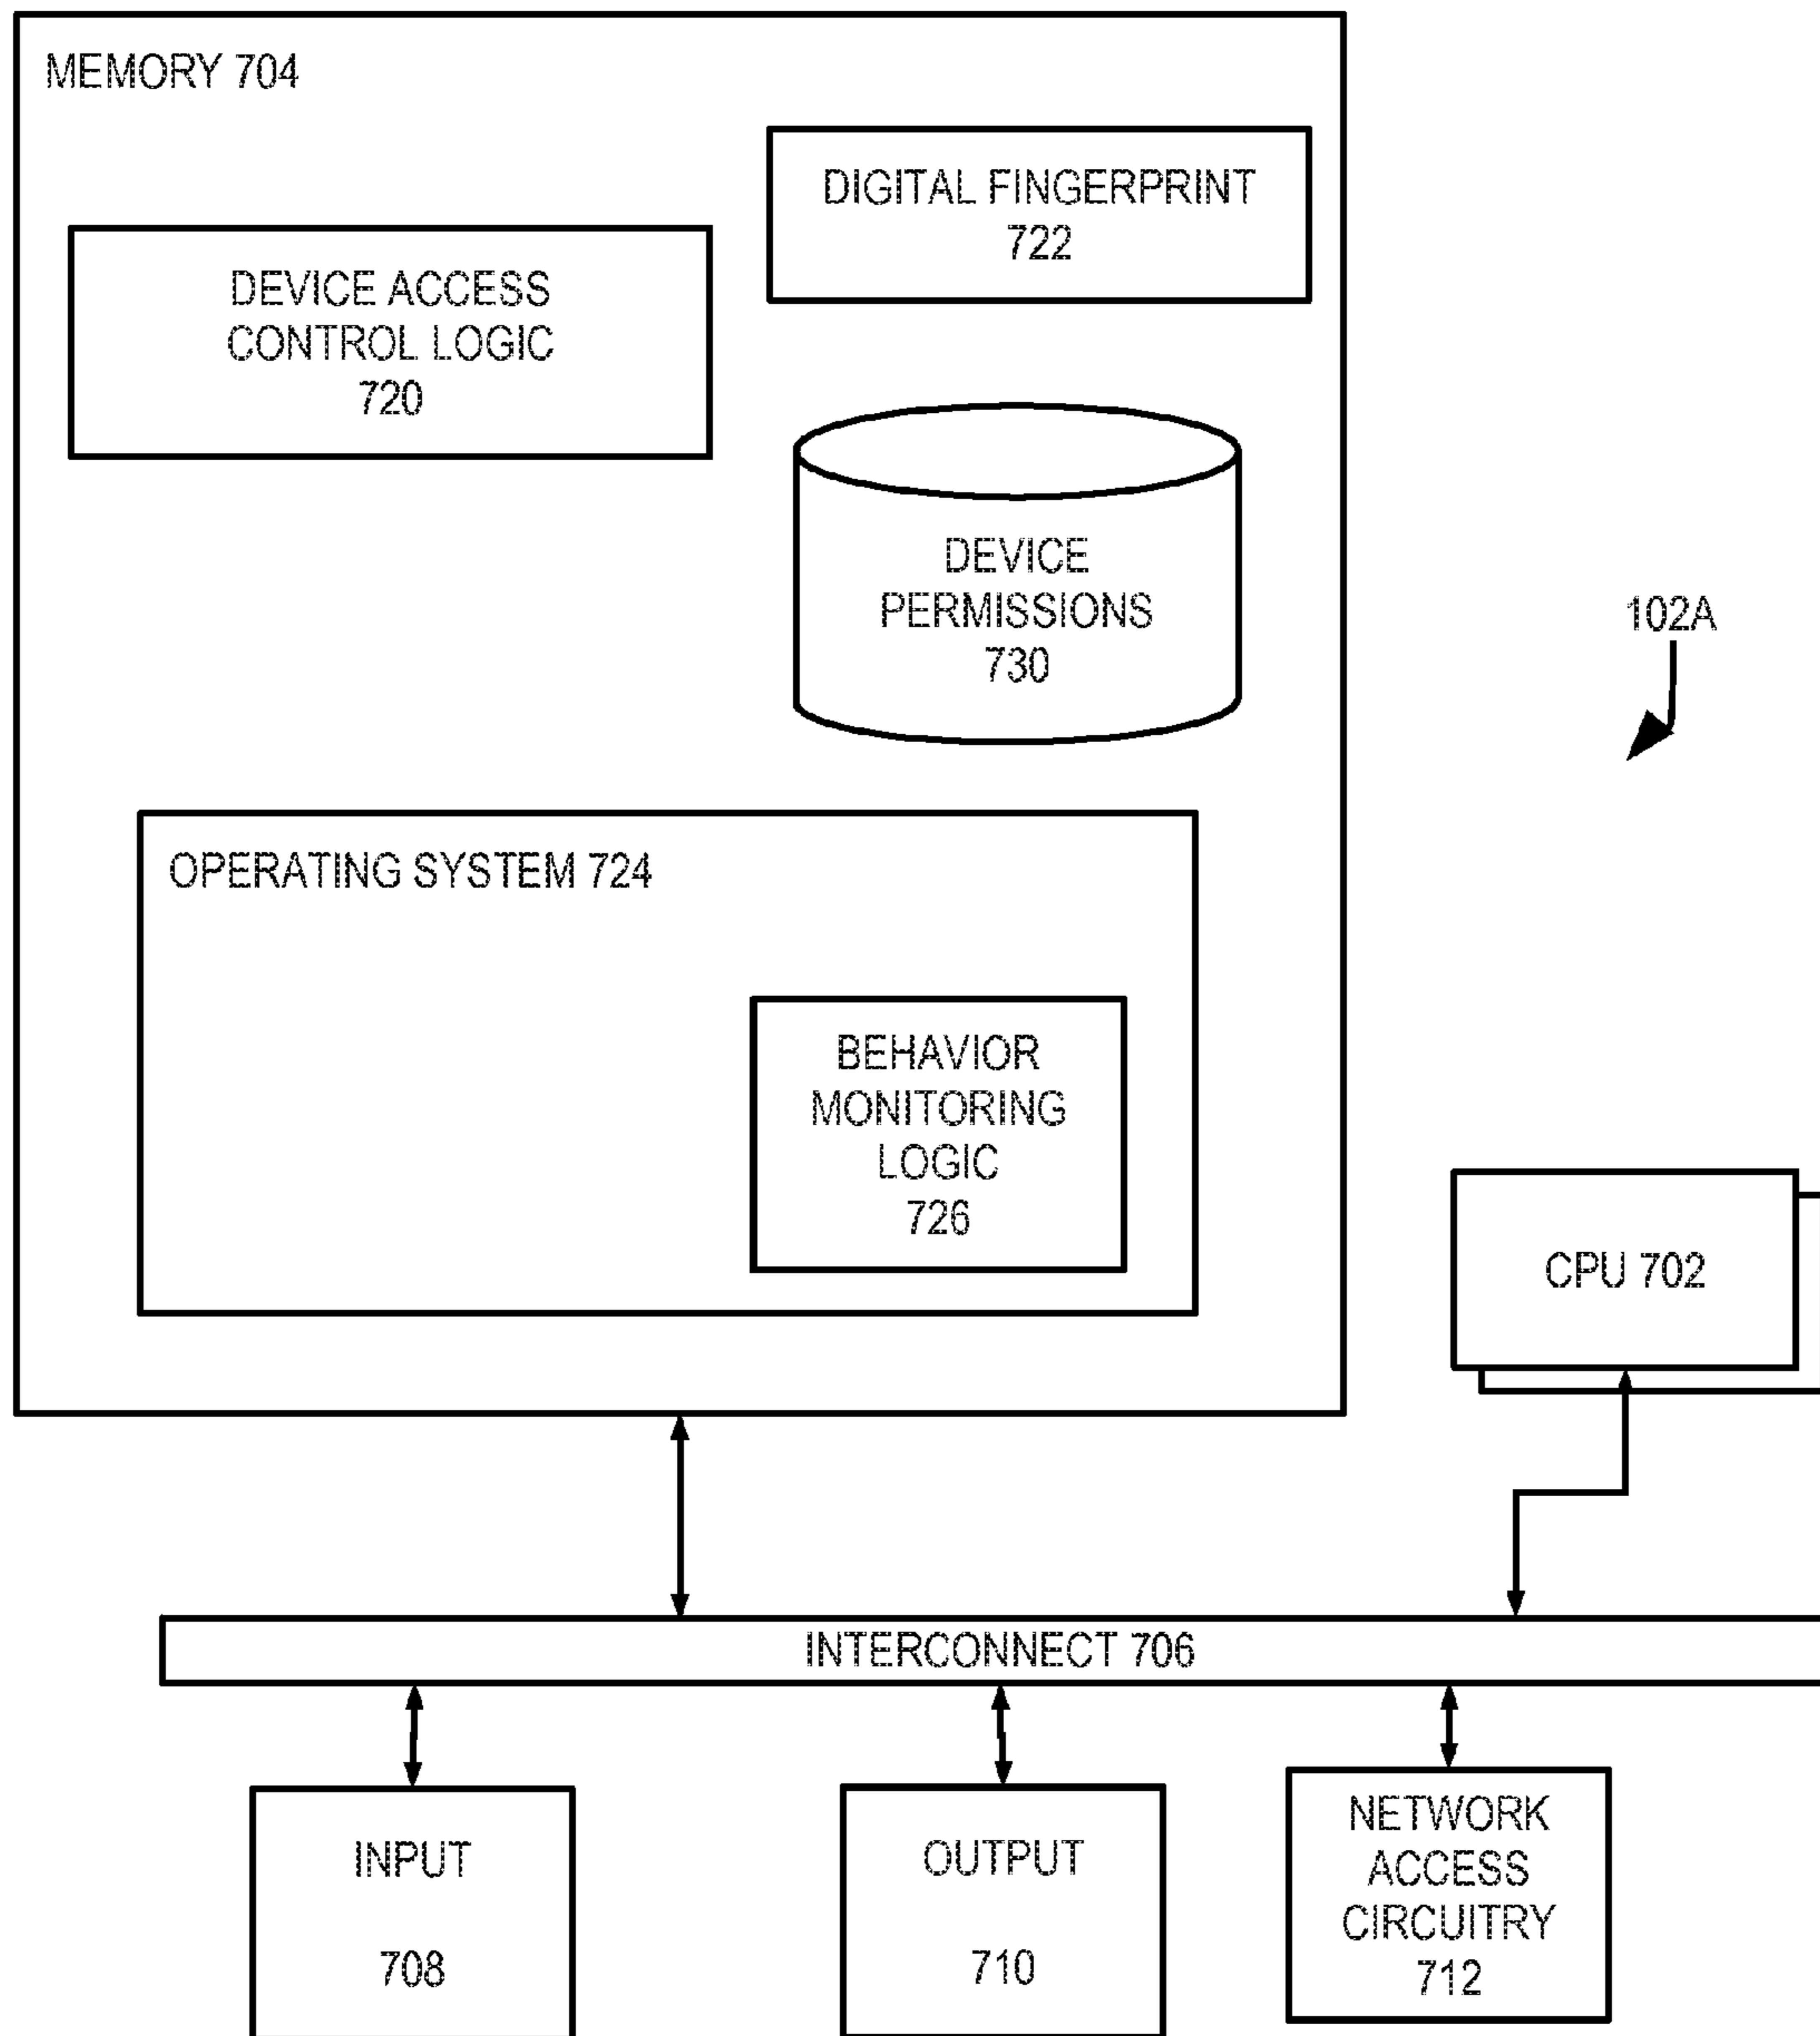 MEMORY 704
DIGITAL FINGERPRINT
722
DEVICE ACCESS
CONTROL LOGIC
720
DEVICE
PERMISSIONS
730
102A
OPERATING SYSTEM 724
BEHAVIOR
MONITORING
LOGIC
726
CPU 702
INTERCONNECT 706
INPUT
708
OUTPUT
710
NETWORK
ACCESS
CIRCUITRY
712